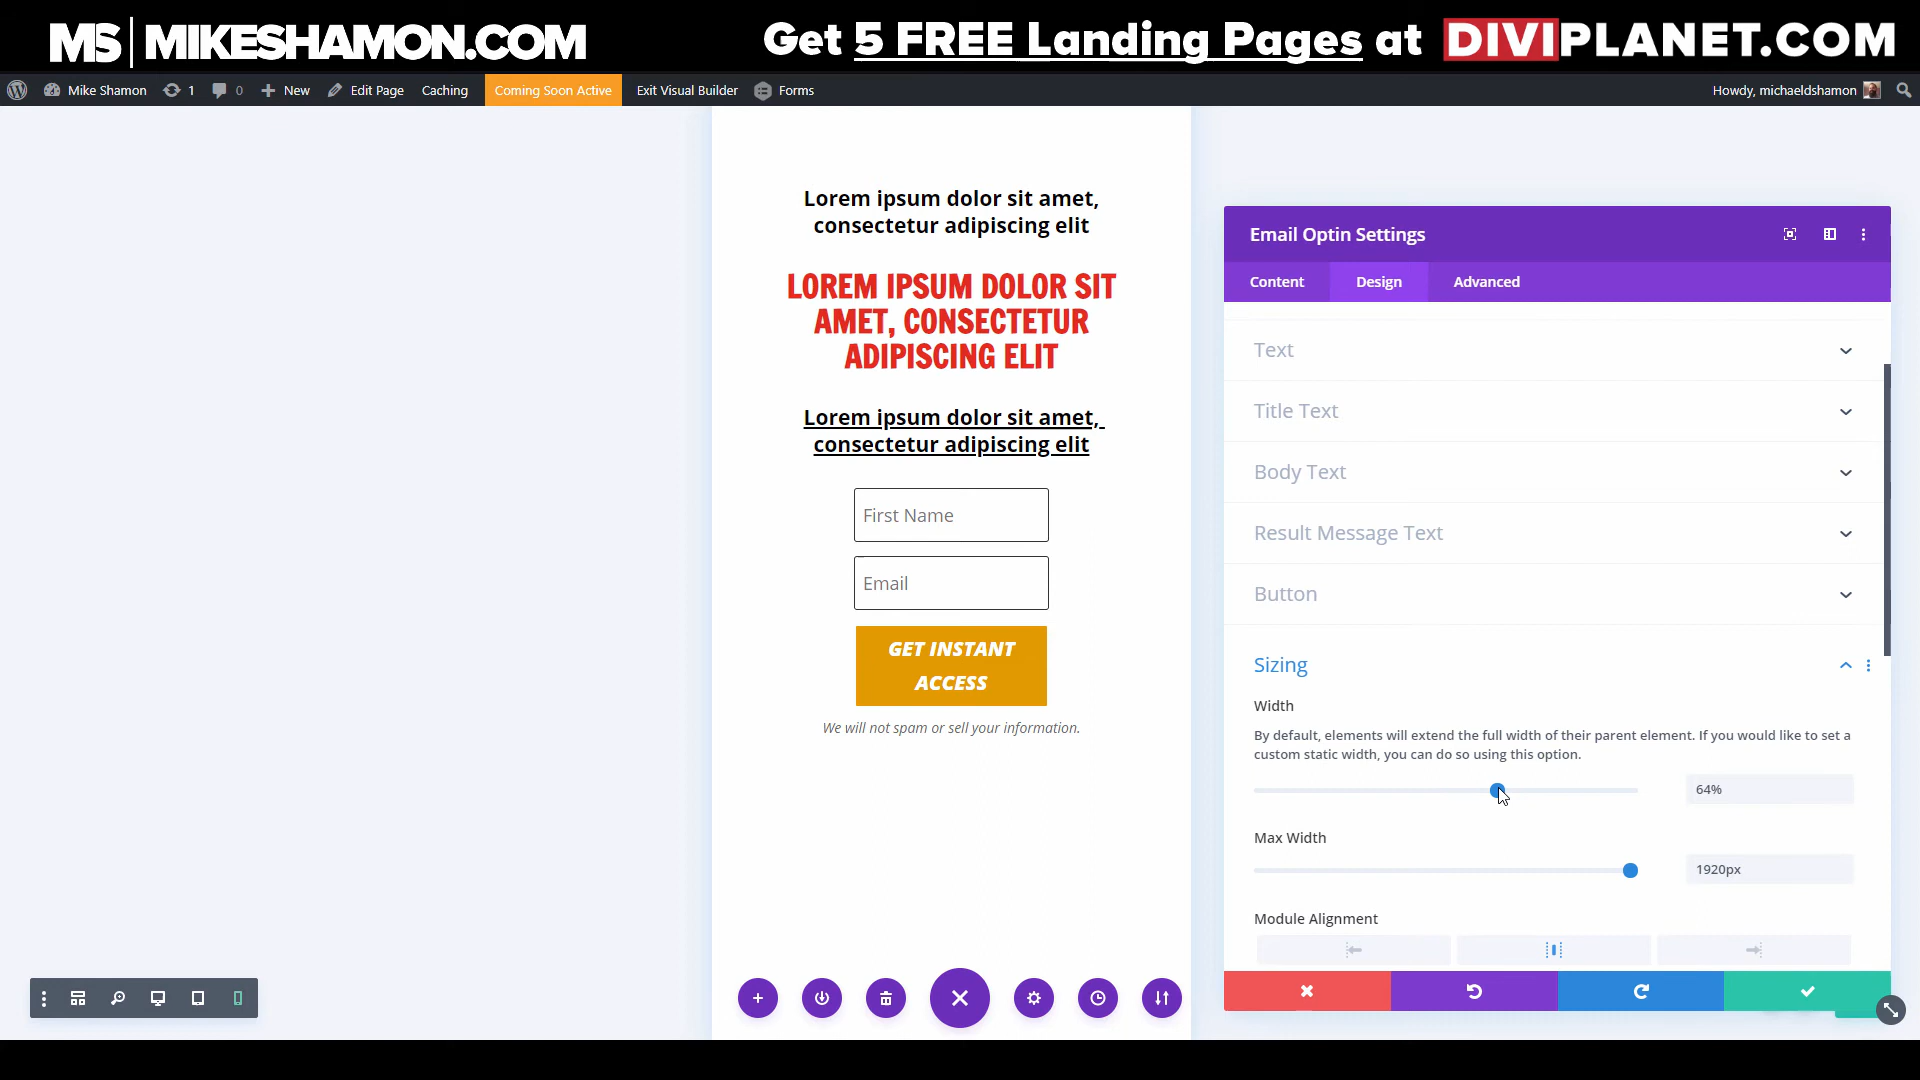 MS MIKESHAMON.COM
Get 5 FREE Landing Pages at DIVIPLANET.COM
Mike Shamon 1 0 New Edit Page Caching Coming Soon Active Exit Visual Builder Forms Howdy, michaeldshamon
Lorem ipsum dolor sit amet,
consectetur adipiscing elit
LOREM IPSUM DOLOR SIT
AMET, CONSECTETUR
ADIPISCING ELIT
Lorem ipsum dolor sit amet,
consectetur adipiscing elit
First Name
Email
GET INSTANT
ACCESS
We will not spam or sell your information.
Email Optin Settings
Content Design Advanced
Text
Title Text
Body Text
Result Message Text
Button
Sizing
Width
By default, elements will extend the full width of their parent element. If you would like to set a
custom static width, you can do so using this option.
64%
Max Width
1920px
Module Alignment